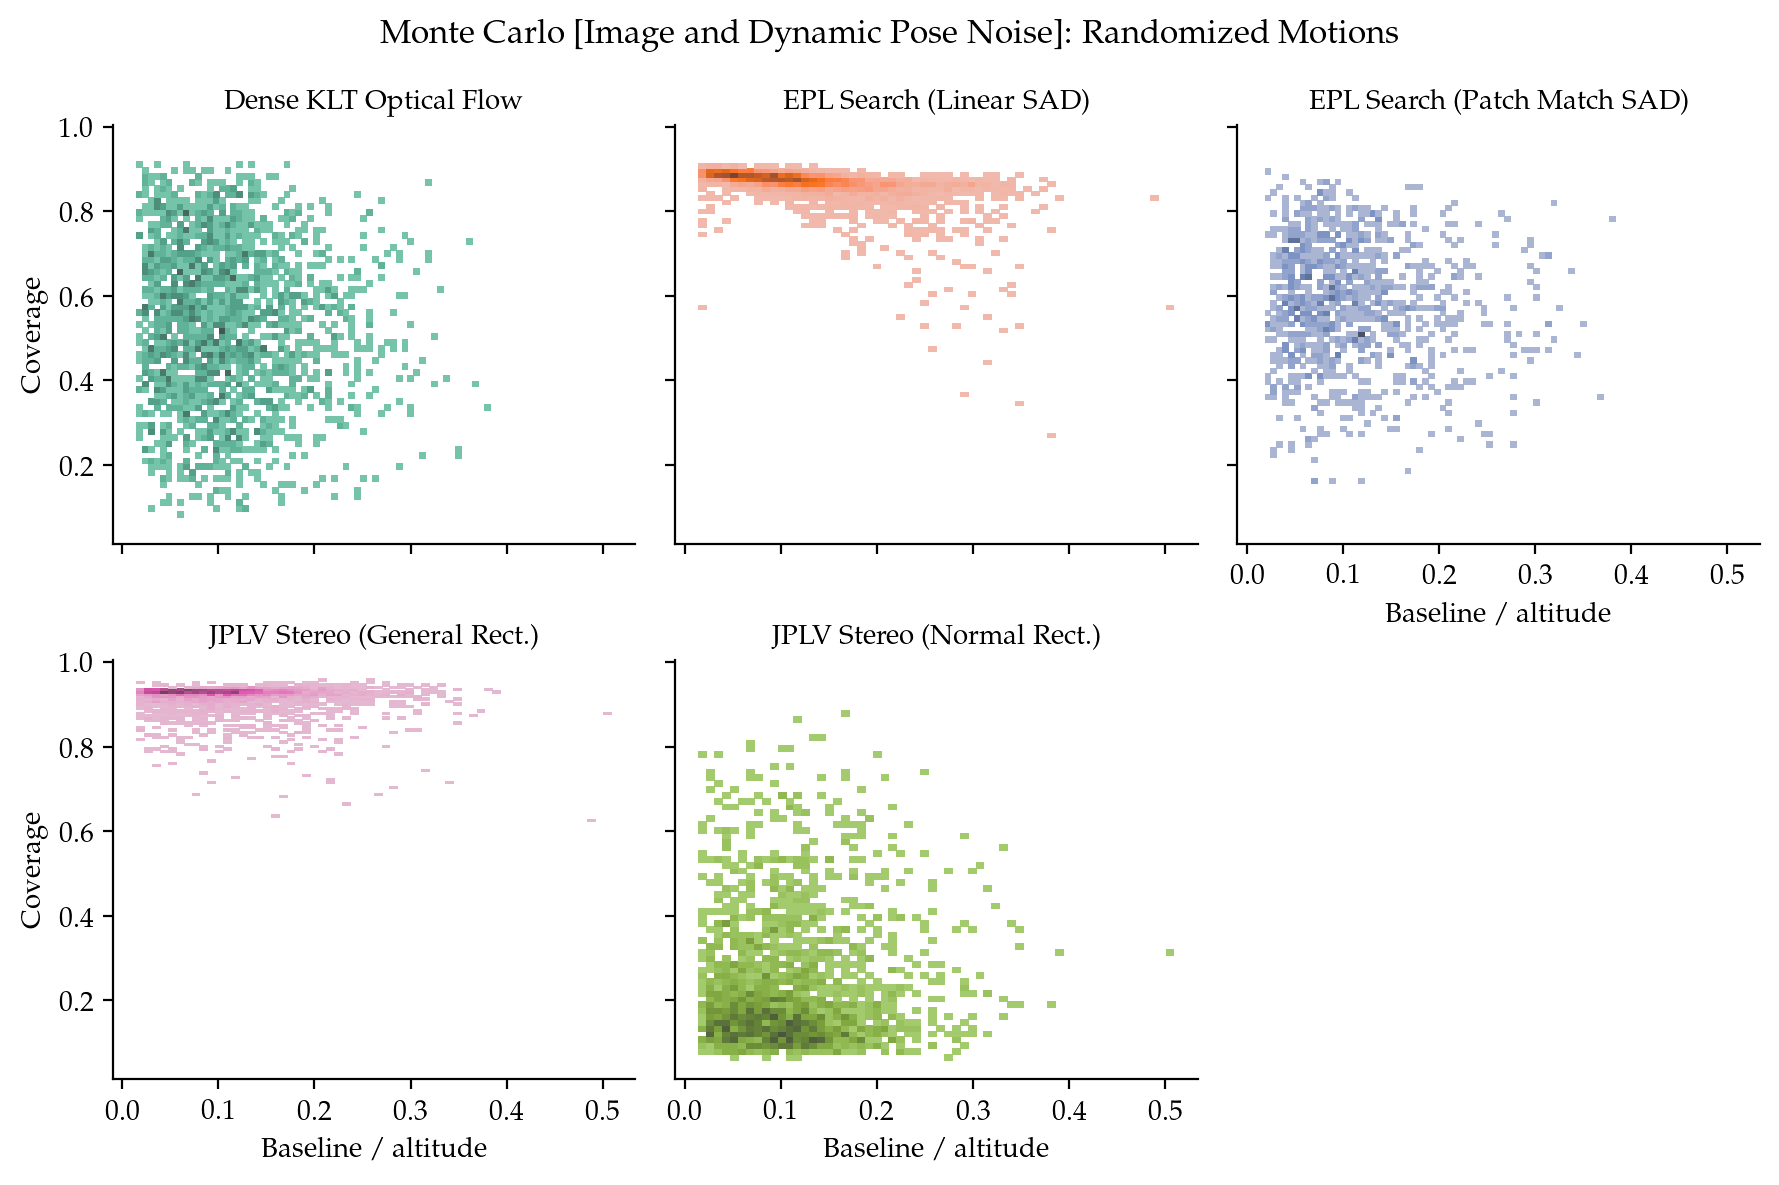 Monte Carlo [Image and Dynamic Pose Noise]: Randomized Motions
Dense KLT Optical Flow
EPL Search (Linear SAD)
EPL Search (Patch Match SAD)
1.0
0.8
0.6
0.4
0.2
Coverage
0.0 0.1 0.2 0.3 0.4 0.5
Baseline / altitude
JPLV Stereo (General Rect.)
JPLV Stereo (Normal Rect.)
1.0
0.8
0.6
0.4
0.2
Coverage
0.0 0.1 0.2 0.3 0.4 0.5
Baseline / altitude
0.0 0.1 0.2 0.3 0.4 0.5
Baseline / altitude